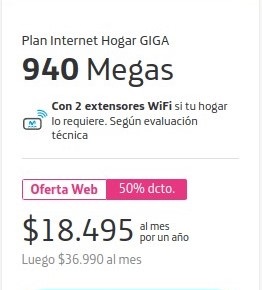 Plan Internet Hogar GIGA
940 Megas
Con 2 extensores WiFi si tu hogar
lo requiere. Según evaluación
técnica
Oferta Web 50% dcto.
$18.495 al mes
por un año
Luego $36.990 al mes